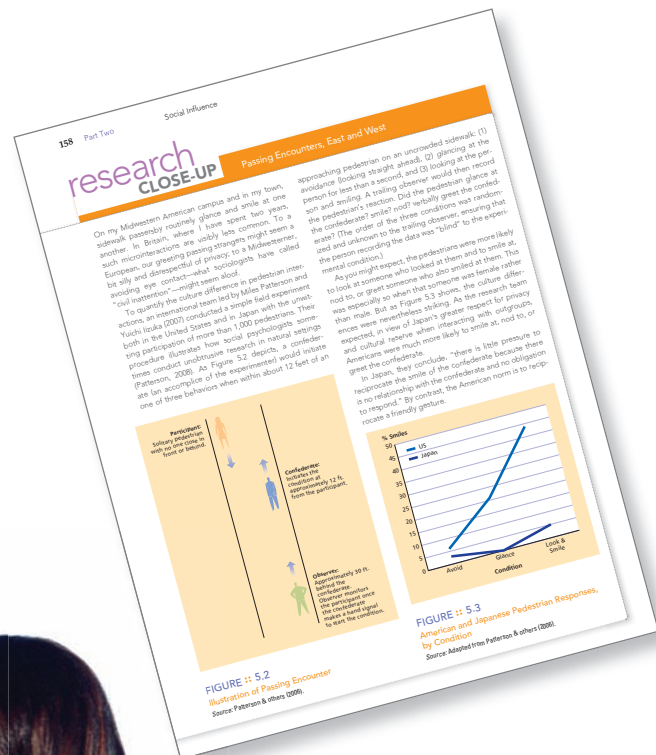 158 Part Two Social Influence
research
CLOSE-UP
Passing Encounters, East and West
On my Midwestern American campus and in my town,
sidewalk passersby routinely glance and smile at one
another. In Britain, where I have spent two years,
such microinteractions are visibly less common. To a
European, our greeting passing strangers might seem a
bit silly and disrespectful of privacy; to a Midwesterner,
avoiding eye contact—what sociologists have called
"civil inattention"—might seem aloof.
To quantify the culture difference in pedestrian inter-
actions, an international team led by Miles Patterson and
Yuichi Iizuka (2007) conducted a simple field experiment
both in the United States and in Japan with the unwit-
ting participation of more than 1,000 pedestrians. Their
procedure illustrates how social psychologists some-
times conduct unobtrusive research in natural settings
(Patterson, 2008). As Figure 5.2 depicts, a confeder-
ate (an accomplice of the experimenter) would initiate
one of three behaviors when within about 12 feet of an
approaching pedestrian on an uncrowded sidewalk: (1)
avoidance (looking straight ahead), (2) glancing at the
person for less than a second, and (3) looking at the per-
son and smiling. A trailing observer would then record
the pedestrian's reaction. Did the pedestrian glance at
the confederate? smile? nod? verbally greet the confed-
erate? (The order of the three conditions was random-
ized and unknown to the trailing observer, ensuring that
the person recording the data was "blind" to the experi-
mental condition.)
As you might expect, the pedestrians were more likely
to look at someone who looked at them and to smile at,
nod to, or greet someone who also smiled at them. This
was especially so when that someone was female rather
than male. But as Figure 5.3 shows, the culture differ-
ences were nevertheless striking. As the research team
expected, in view of Japan's greater respect for privacy
and cultural reserve when interacting with outgroups,
Americans were much more likely to smile at, nod to, or
greet the confederate.
In Japan, they conclude, "there is little pressure to
reciprocate the smile of the confederate because there
is no relationship with the confederate and no obligation
to respond." By contrast, the American norm is to recip-
rocate a friendly gesture.
Participant:
Solitary pedestrian
with no one close in
front or behind.
Confederate:
Initiates the
condition at
approximately 12 ft.
from the participant.
Observer:
Approximately 30 ft.
behind the
confederate.
Observer monitors
the participant once
the confederate
makes a hand signal
to start the condition.
FIGURE :: 5.2
Illustration of Passing Encounter
Source: Patterson & others (2006).
% Smiles
50
45
40
35
30
25
20
15
10
5
0
US
Japan
Avoid
Glance
Look &
Smile
Condition
FIGURE :: 5.3
American and Japanese Pedestrian Responses,
by Condition
Source: Adapted from Patterson & others (2006).